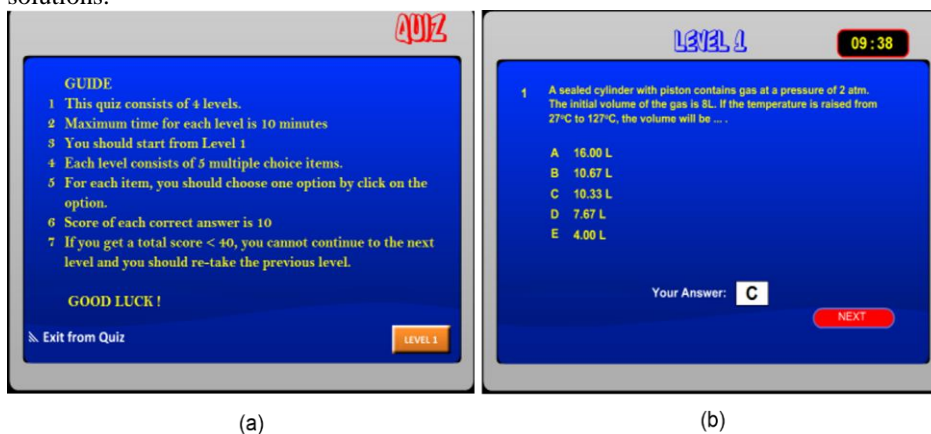 solutions.
QUIZ
GUIDE
1 This quiz consists of 4 levels.
2 Maximum time for each level is 10 minutes
3 You should start from Level 1
4 Each level consists of 5 multiple choice items.
5 For each item, you should choose one option by click on the
option.
6 Score of each correct answer is 10
7 If you get a total score < 40, you cannot continue to the next
level and you should re-take the previous level.
GOOD LUCK !
Exit from Quiz
LEVEL 1
(a)
LEVEL 1
09 : 38
1 A sealed cylinder with piston contains gas at a pressure of 2 atm.
The initial volume of the gas is 8L. If the temperature is raised from
27ºC to 127ºC, the volume will be ... .
A 16.00 L
B 10.67 L
C 10.33 L
D 7.67 L
E 4.00 L
Your Answer: C
NEXT
(b)